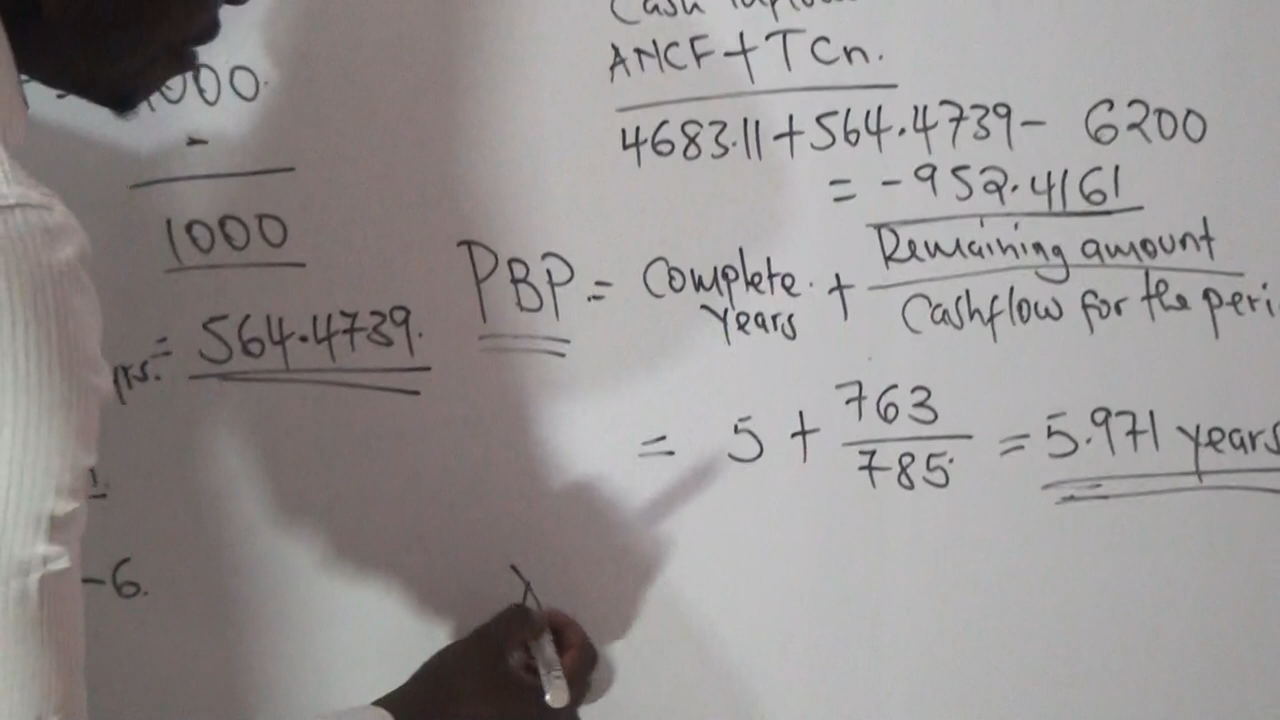 000.
-
1000
= 564.4739.
-6.
Cash
ANCF + TCn.
4683.11 + 564.4739 - 6200
= -952.4161
PBP = Complete Years + Remaining amount
Cashflow for the peri
= 5 + 763 = 5.971 years
785